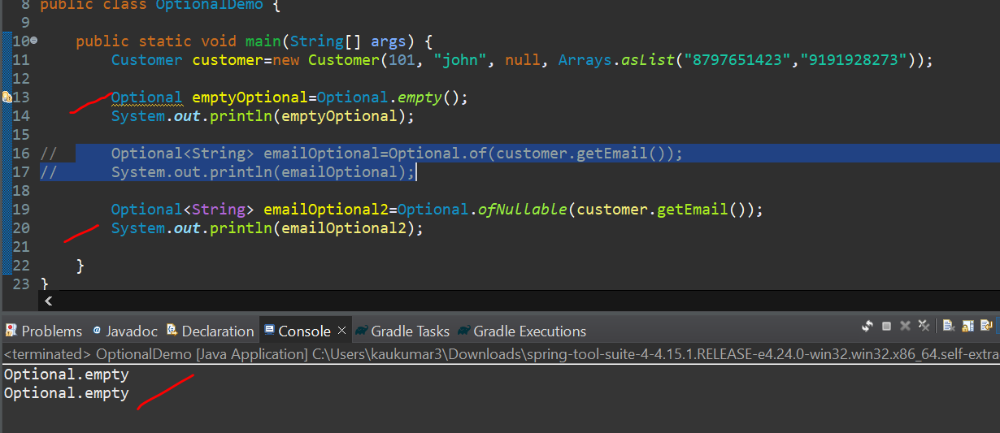 8 public class OptionalDemo {
9
10 public static void main(String[] args) {
11 Customer customer=new Customer(101, "john", null, Arrays.asList("8797651423","9191928273"));
12
13 Optional emptyOptional=Optional.empty();
14 System.out.println(emptyOptional);
15
16 // Optional<String> emailOptional=Optional.of(customer.getEmail());
17 // System.out.println(emailOptional);
18
19 Optional<String> emailOptional2=Optional.ofNullable(customer.getEmail());
20 System.out.println(emailOptional2);
21
22 }
23 }
Problems Javadoc Declaration Console Gradle Tasks Gradle Executions
<terminated> OptionalDemo [Java Application] C:\Users\kaukumar3\Downloads\spring-tool-suite-4-4.15.1.RELEASE-e4.24.0-win32.win32.x86_64.self-extra
Optional.empty
Optional.empty